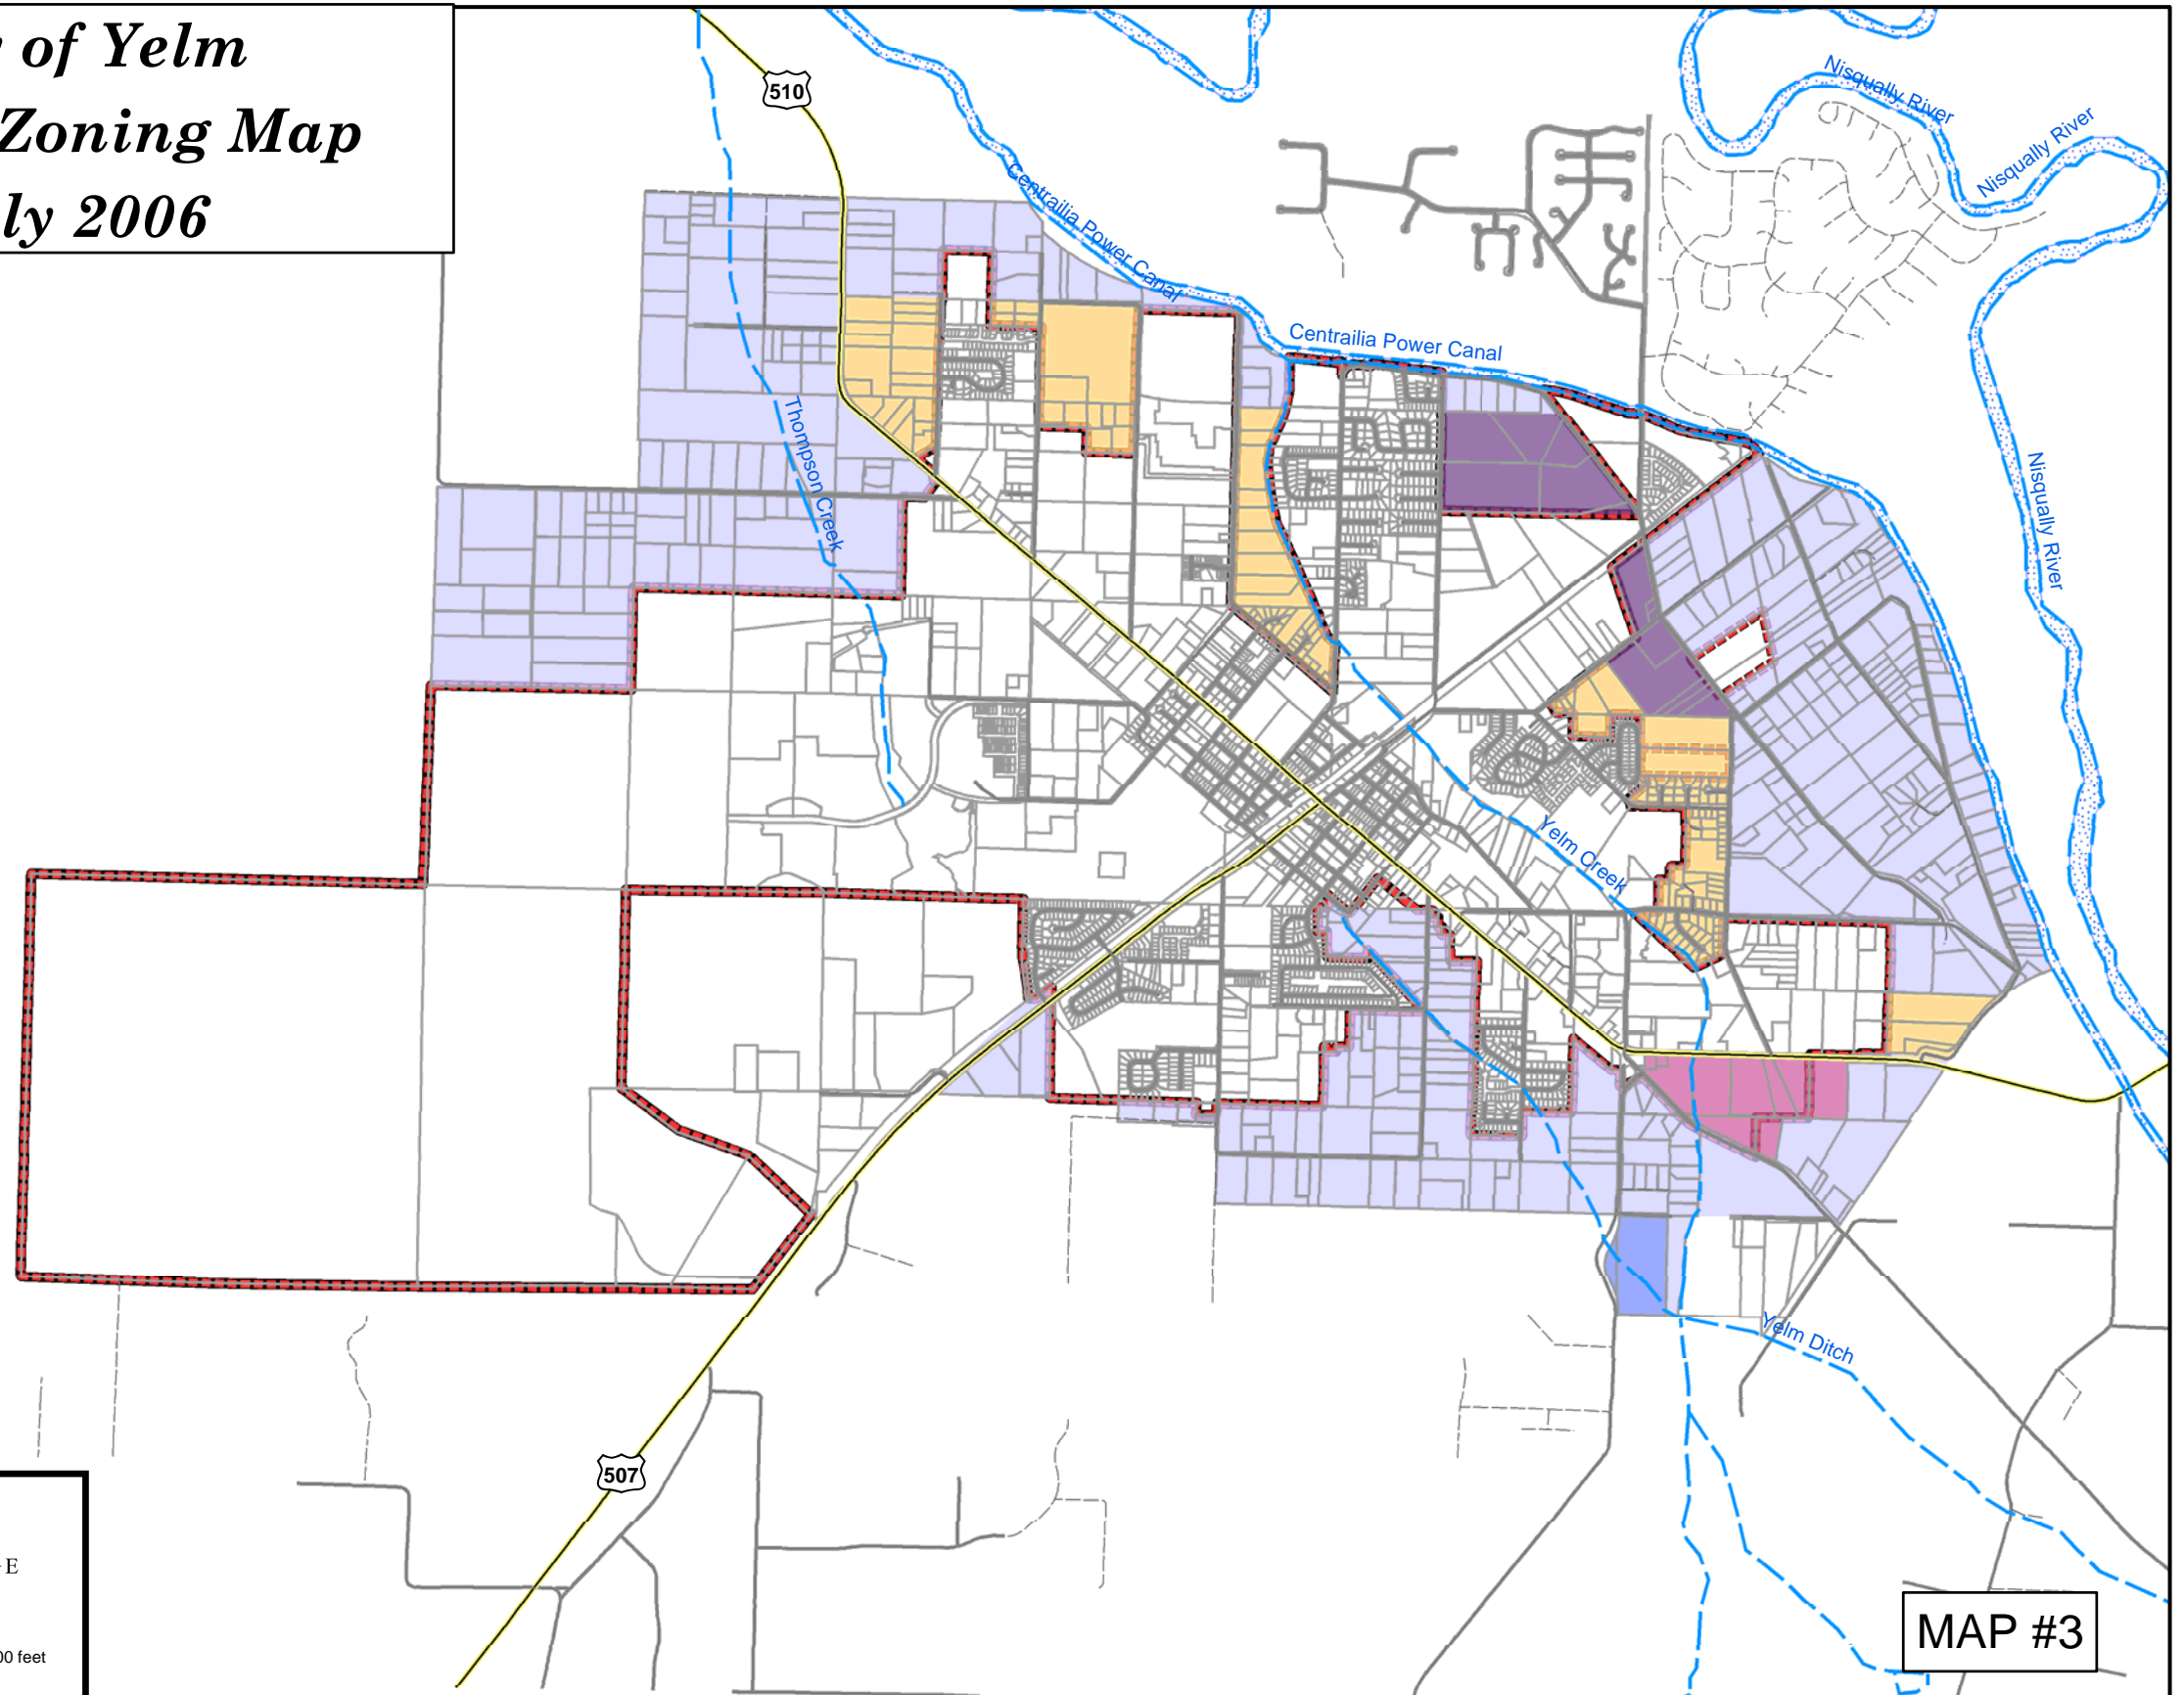 of Yelm
Zoning Map
ly 2006
510
Nisqually River
Nisqually River
Centrailia Power Canal
Centrailia Power Canal
Thompson Creek
Nisqually River
Yelm Creek
Yelm Ditch
507
E
00 feet
MAP #3